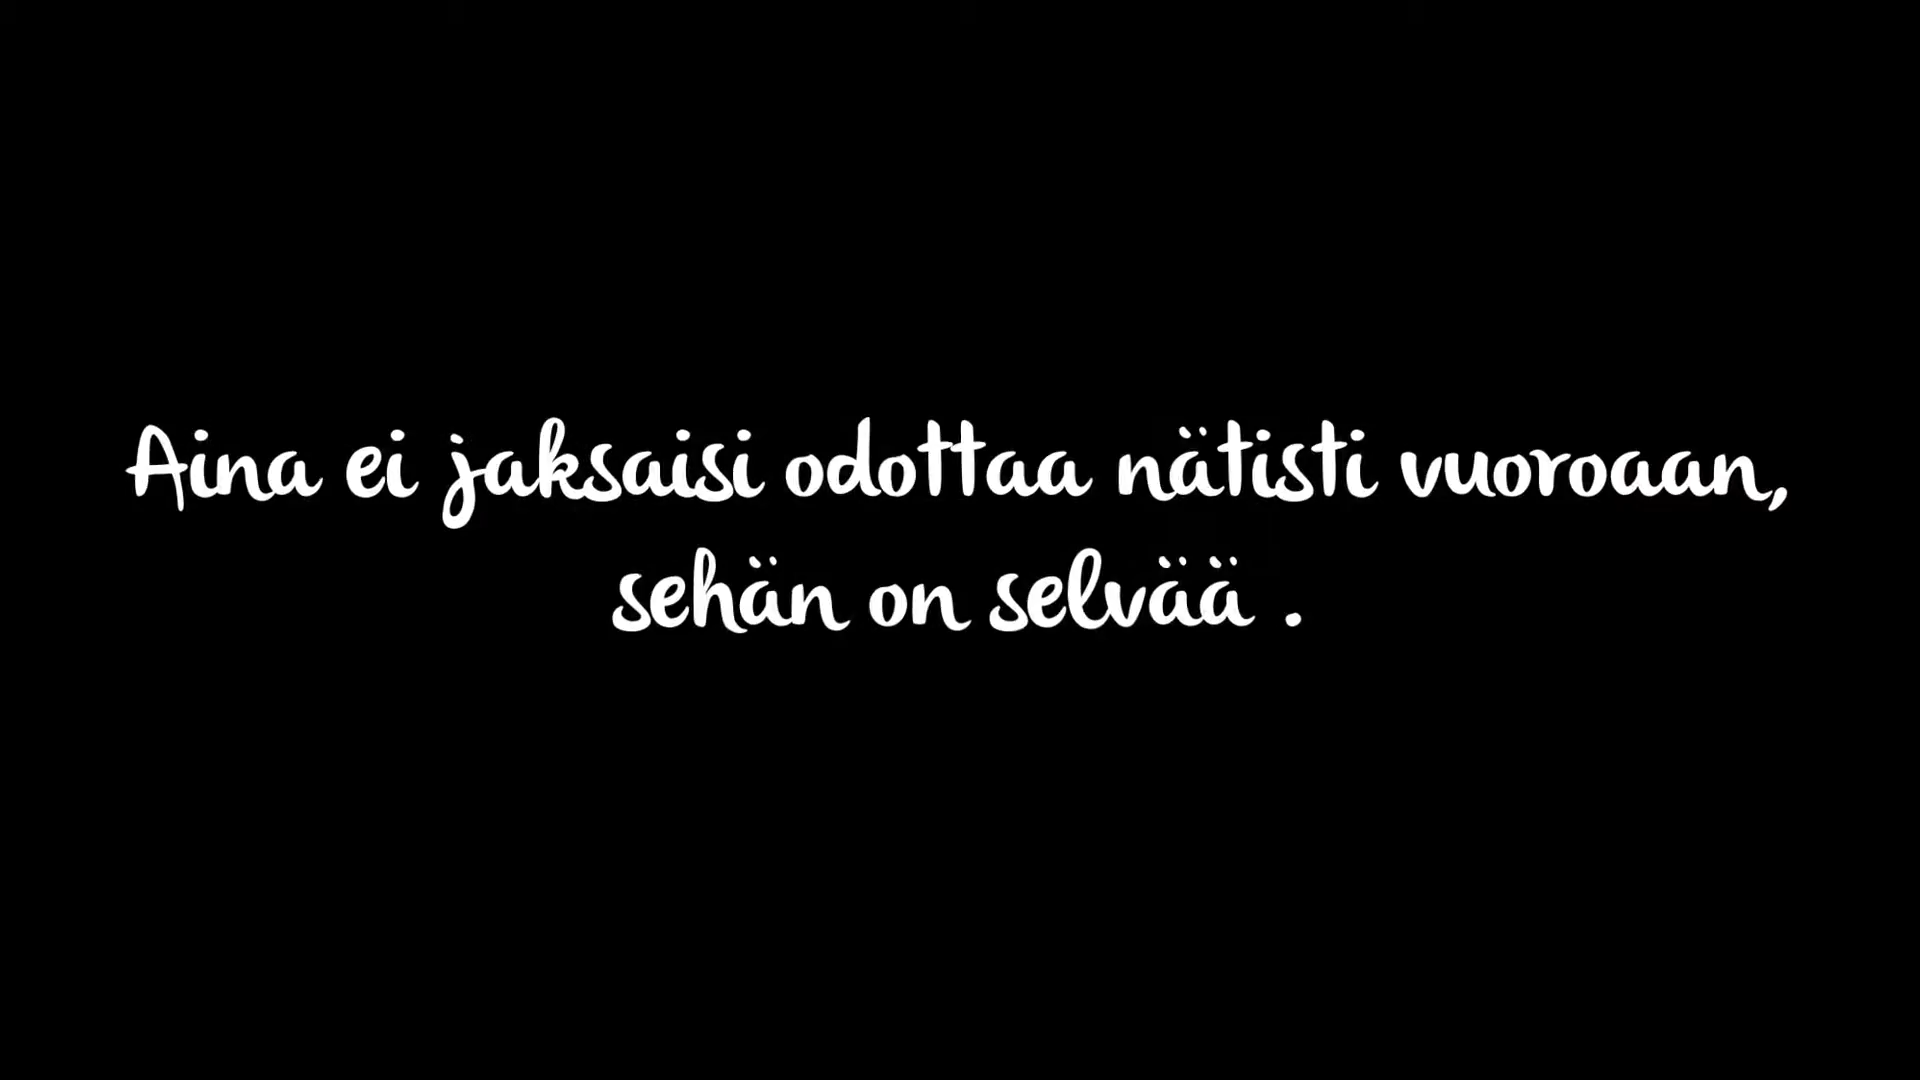 Aina ei jaksaisi odottaa nätisti vuoroaan,
sehän on selvää .